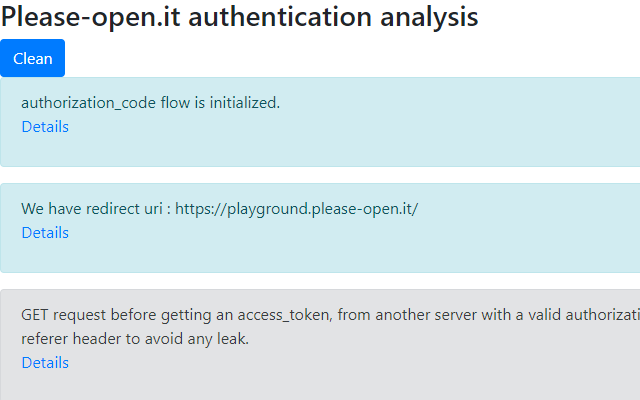 Please-open.it authentication analysis
Clean
authorization_code flow is initialized.
Details
We have redirect uri : https://playground.please-open.it/
Details
GET request before getting an access_token, from another server with a valid authorizati
referer header to avoid any leak.
Details